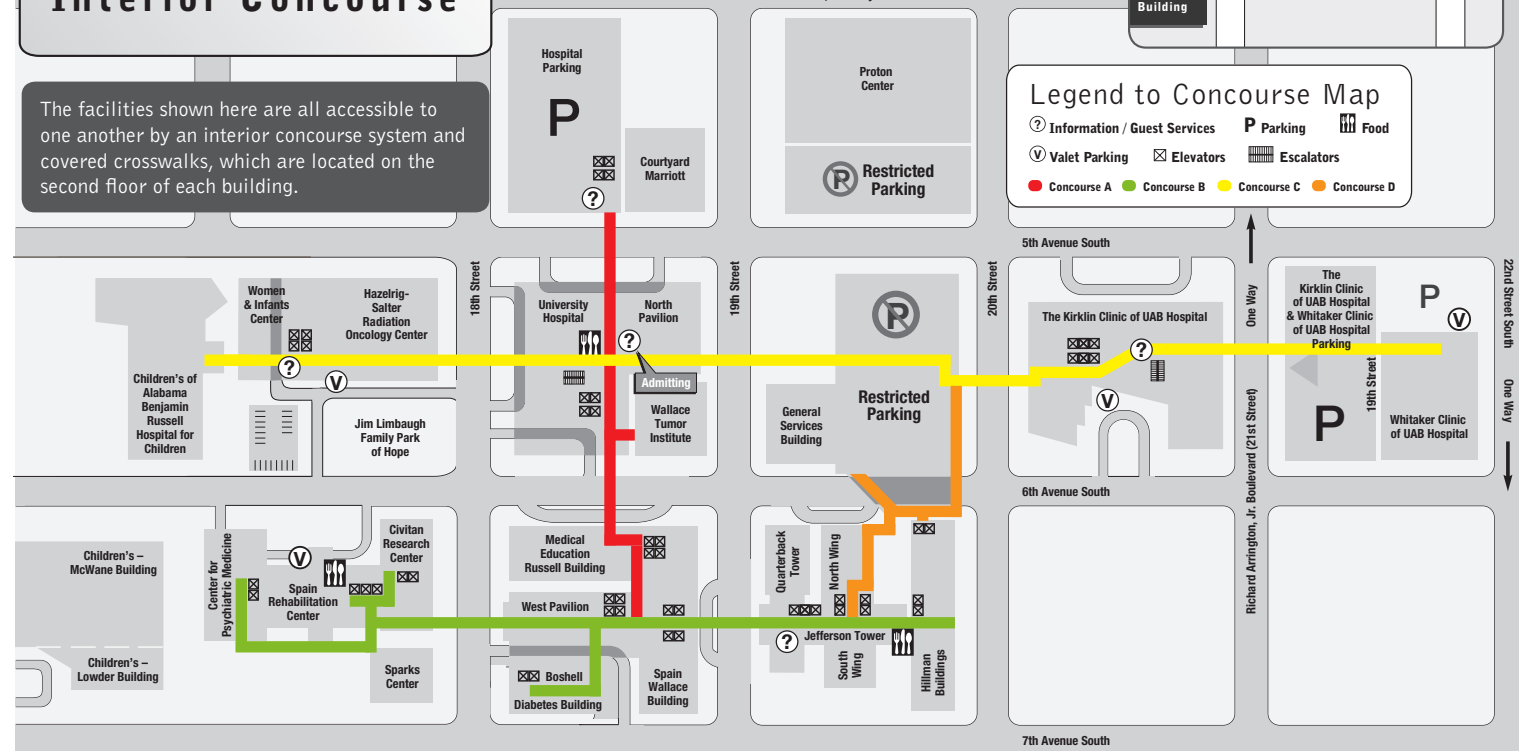 Interior Concourse
Building
The facilities shown here are all accessible to
one another by an interior concourse system and
covered crosswalks, which are located on the
second floor of each building.
Hospital
Parking
P
Courtyard
Marriott
?
Proton
Center
P
Restricted
Parking
Legend to Concourse Map
? Information / Guest Services
P Parking
Food
V Valet Parking
Elevators
Escalators
Concourse A
Concourse B
Concourse C
Concourse D
5th Avenue South
18th Street
19th Street
20th Street
One Way
Richard Arrington, Jr. Boulevard (21st Street)
22nd Street South
One Way
Women
& Infants
Center
Hazelrig-
Salter
Radiation
Oncology Center
?
V
Children's of
Alabama
Benjamin
Russell
Hospital for
Children
Jim Limbaugh
Family Park
of Hope
University
Hospital
North
Pavilion
?
Admitting
Wallace
Tumor
Institute
P
General
Services
Building
Restricted
Parking
The Kirklin Clinic of UAB Hospital
?
V
The
Kirklin Clinic
of UAB Hospital
& Whitaker Clinic
of UAB Hospital
Parking
P
V
19th Street
P
Whitaker Clinic
of UAB Hospital
6th Avenue South
Children's –
McWane Building
Children's –
Lowder Building
Center for
Psychiatric Medicine
V
Spain
Rehabilitation
Center
Civitan
Research
Center
Sparks
Center
Medical
Education
Russell Building
West Pavilion
Boshell
Diabetes Building
Spain
Wallace
Building
Quarterback
Tower
North Wing
?
Jefferson Tower
South
Wing
Hillman
Buildings
7th Avenue South